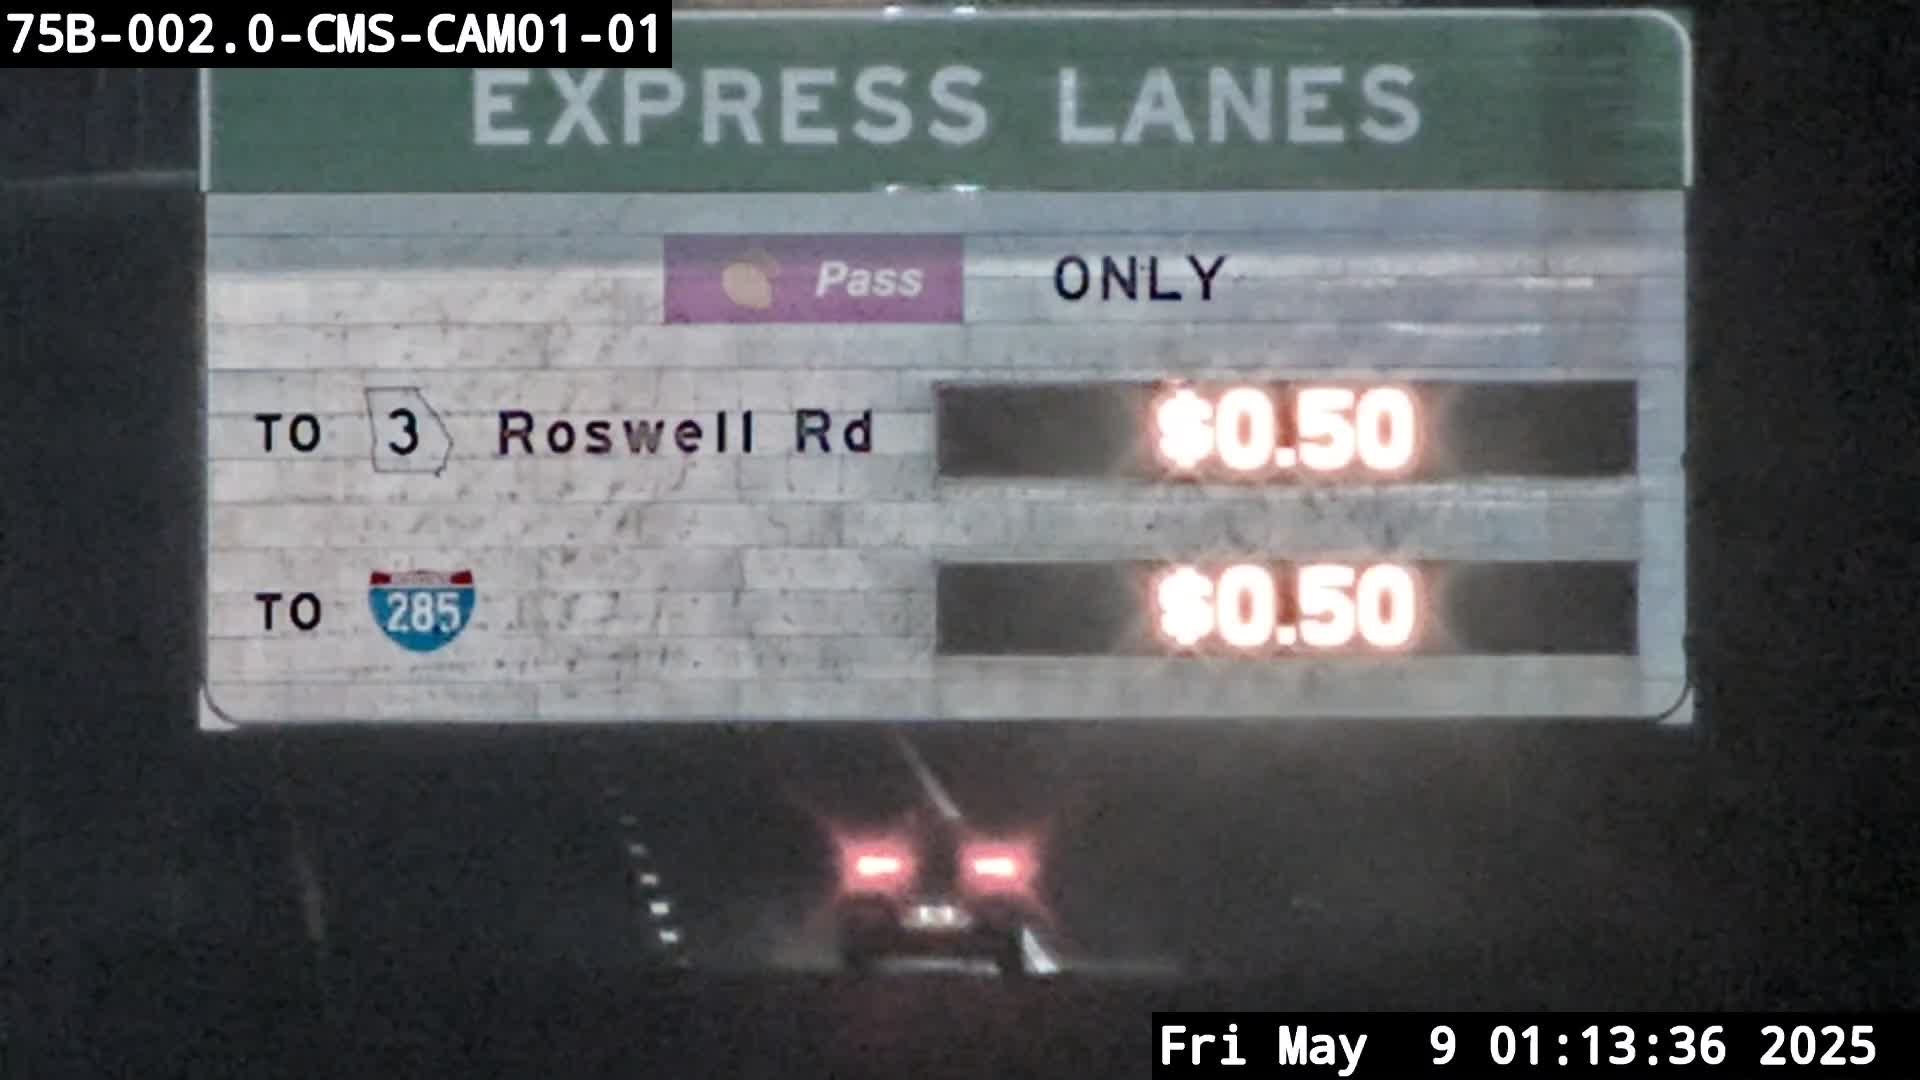 75B-002.0-CMS-CAM01-01
EXPRESS LANES
Pass ONLY
TO 3 Roswell Rd $0.50
TO 285 $0.50
Fri May 9 01:13:36 2025